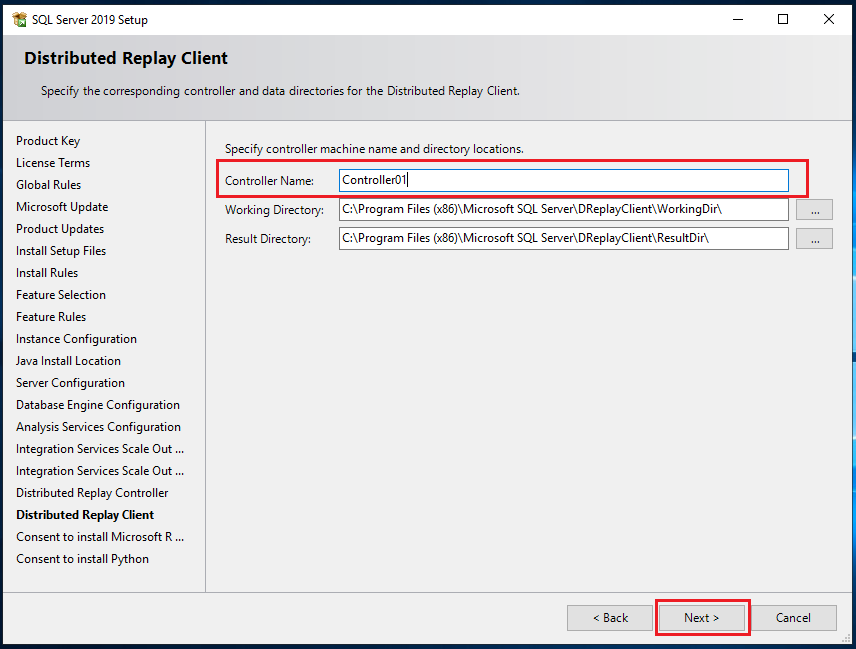 SQL Server 2019 Setup
Distributed Replay Client
Specify the corresponding controller and data directories for the Distributed Replay Client.
Product Key
License Terms
Global Rules
Microsoft Update
Product Updates
Install Setup Files
Install Rules
Feature Selection
Feature Rules
Instance Configuration
Java Install Location
Server Configuration
Database Engine Configuration
Analysis Services Configuration
Integration Services Scale Out ...
Integration Services Scale Out ...
Distributed Replay Controller
Distributed Replay Client
Consent to install Microsoft R ...
Consent to install Python
Specify controller machine name and directory locations.
Controller Name: Controller01
Working Directory: C:\Program Files (x86)\Microsoft SQL Server\DReplayClient\WorkingDir\ ...
Result Directory: C:\Program Files (x86)\Microsoft SQL Server\DReplayClient\ResultDir\ ...
< Back Next > Cancel